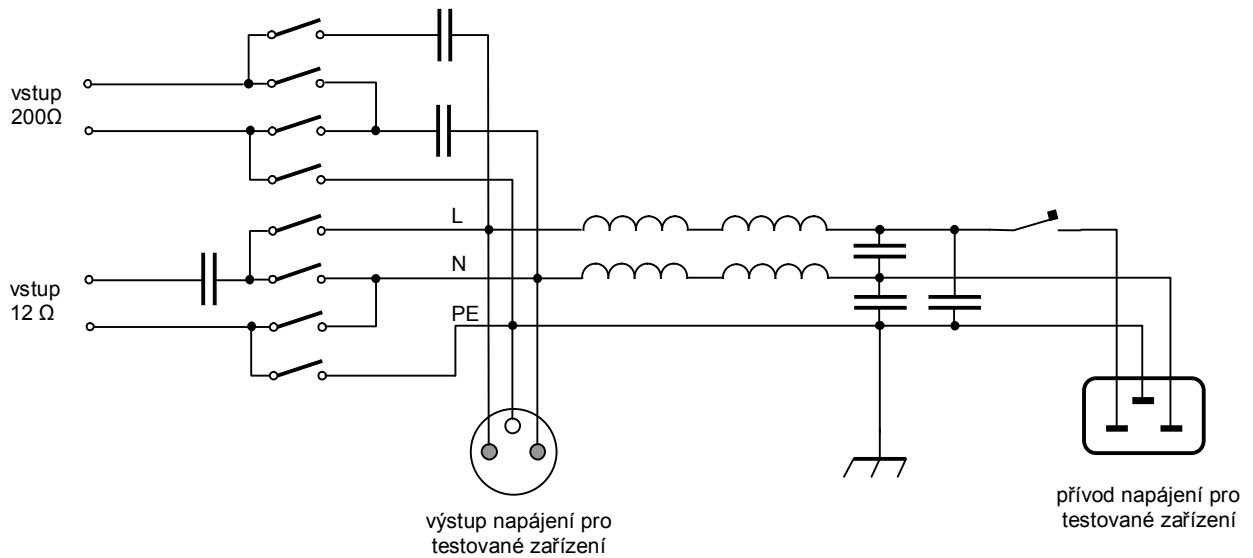 vstup
200Ω
vstup
12 Ω
L
N
PE
výstup napájení pro
testované zařízení
přívod napájení pro
testované zařízení